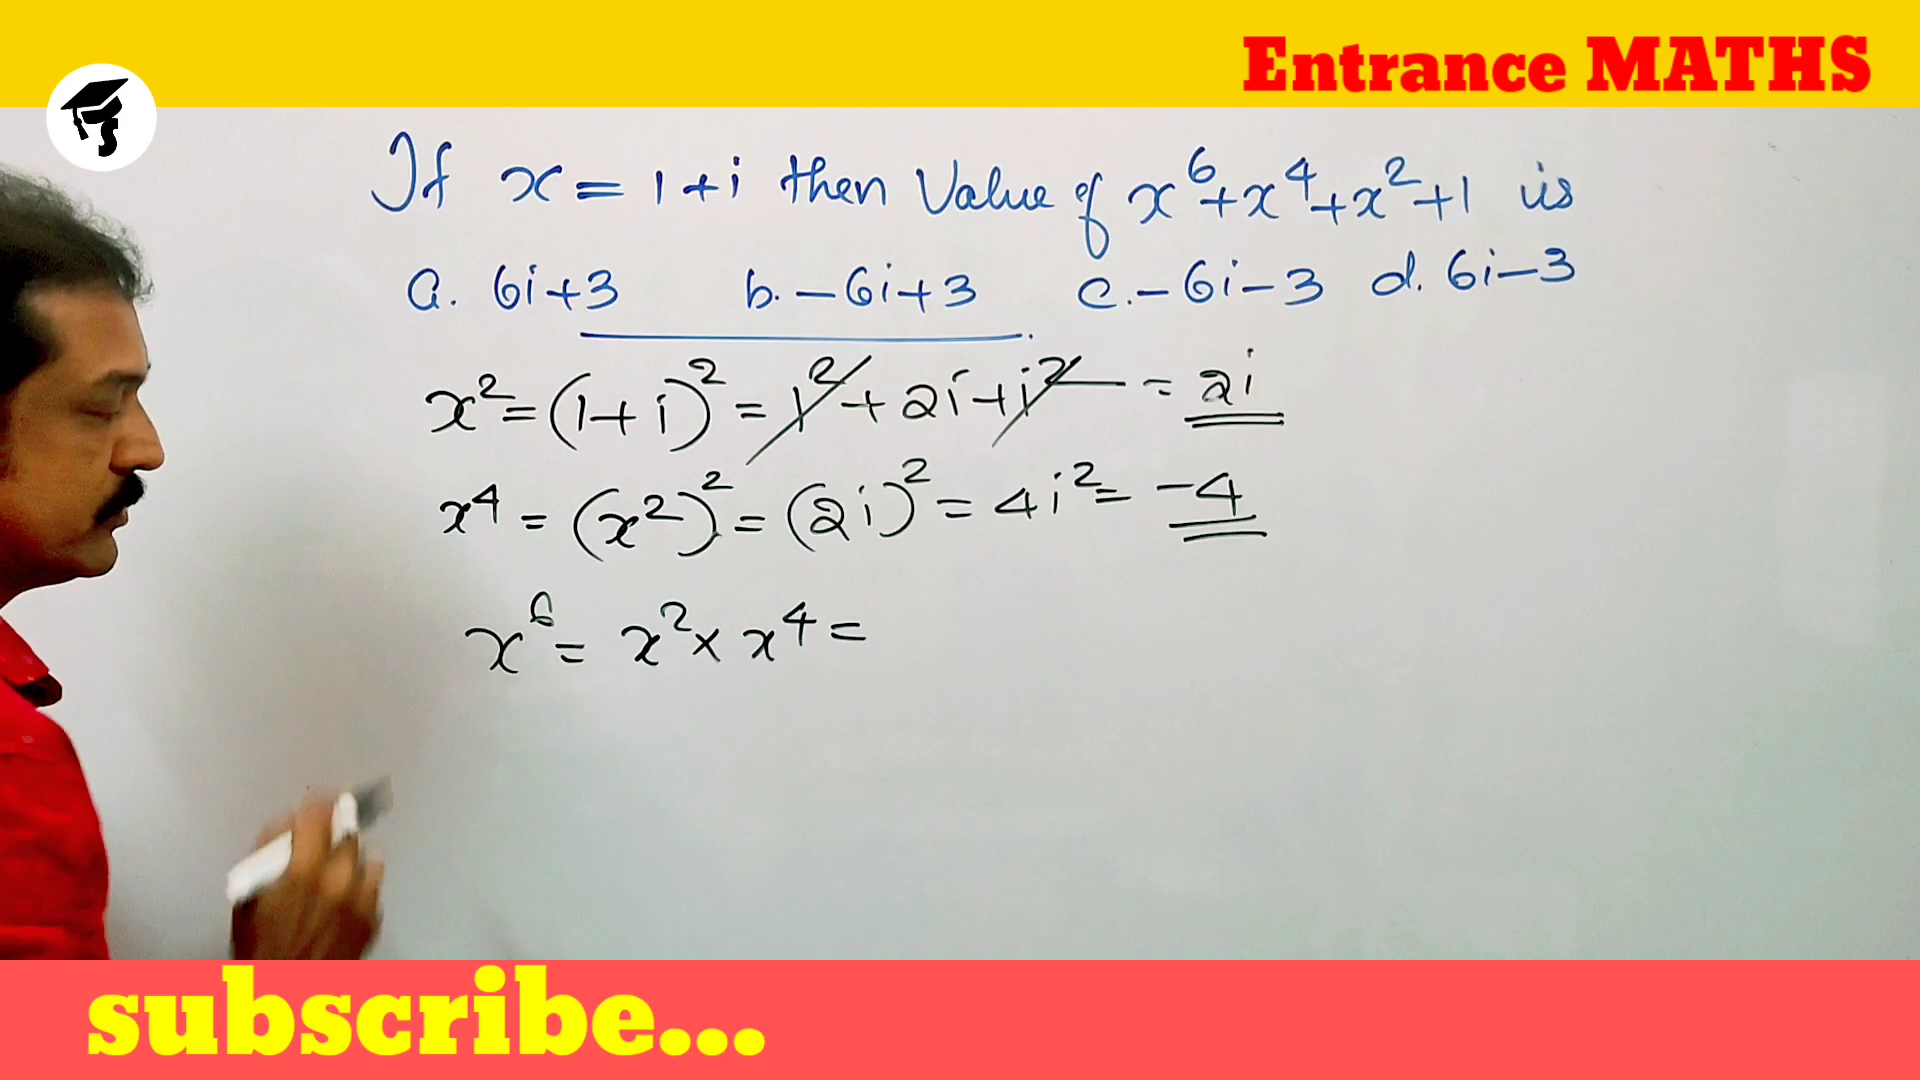 Entrance MATHS
If x = 1+i then Value of x⁶+x⁴+x²+1 is
a. 6i+3 b. -6i+3 c. -6i-3 d. 6i-3
x² = (1+i)² = 1²+2i+i² = 2i
x⁴ = (x²)² = (2i)² = 4i² = -4
x⁶ = x² × x⁴ =
subscribe...